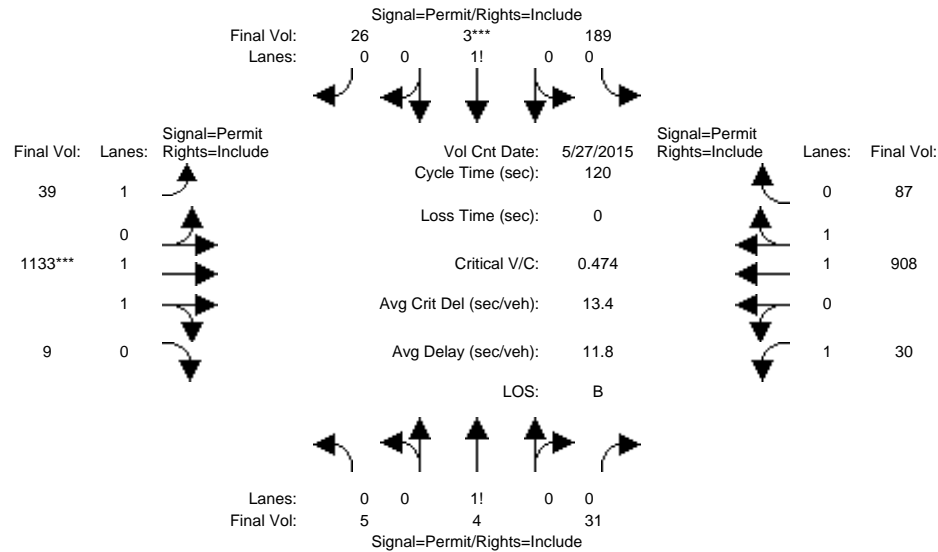 Signal=Permit/Rights=Include
Final Vol: 26 3*** 189
Lanes: 0 0 1! 0 0
Signal=Permit
Final Vol: Lanes: Rights=Include
Vol Cnt Date: 5/27/2015
Signal=Permit
Rights=Include Lanes: Final Vol:
Cycle Time (sec): 120
39 1
0 87
Loss Time (sec): 0
0
1
1133*** 1
Critical V/C: 0.474
1 908
1
Avg Crit Del (sec/veh): 13.4
0
9 0
Avg Delay (sec/veh): 11.8
1 30
LOS: B
Lanes: 0 0 1! 0 0
Final Vol: 5 4 31
Signal=Permit/Rights=Include